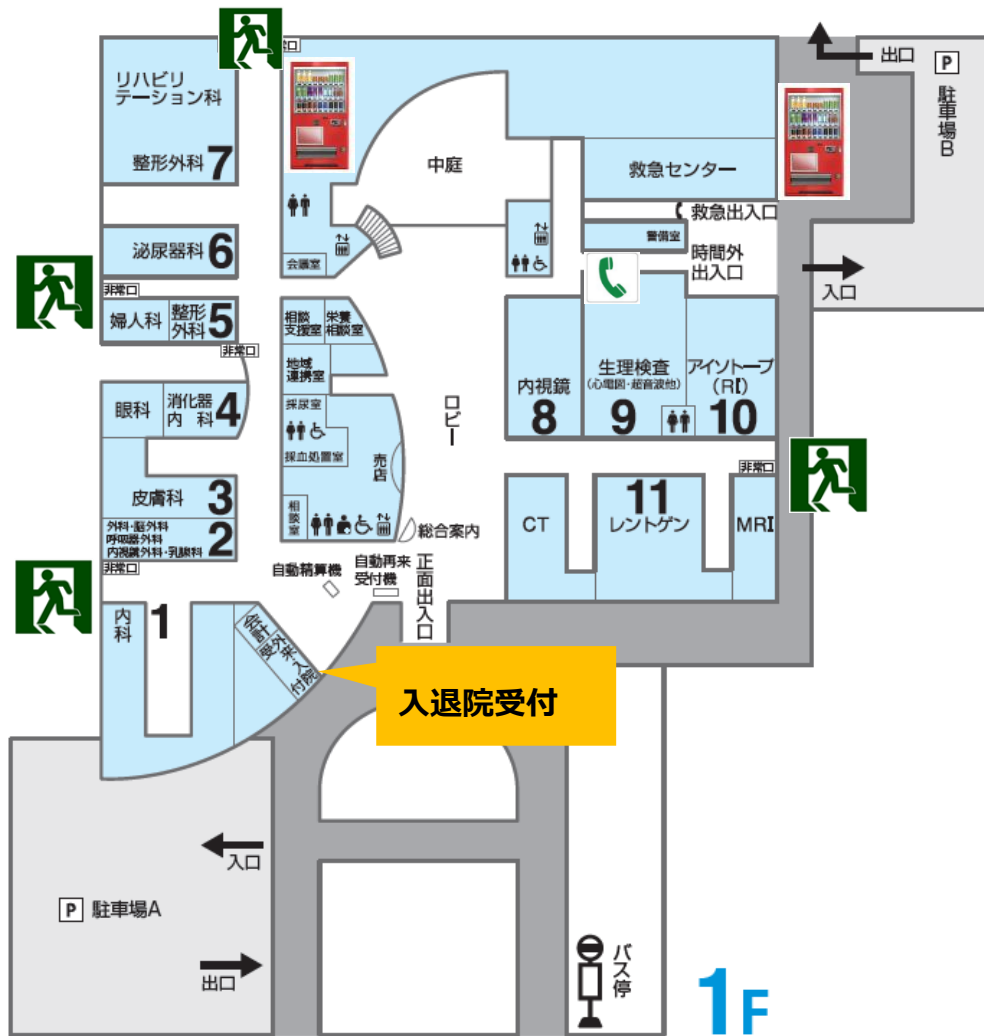 常口
リハビリ
テーション科
整形外科 7
出口
P
駐車場B
中庭
救急センター
救急出入口
警備室
時間外
出入口
入口
泌尿器科 6
会議室
非常口
婦人科
整形
外科 5
非常口
相談
支援室
栄養
相談室
地域
連携室
採尿室
採血処置室
売店
相談室
ロビー
内視鏡
8
生理検査
(心電図・超音波他)
9
アイソトープ
(RI)
10
眼科
消化器
内科 4
皮膚科 3
外科・脳外科
呼吸器外科
内視鏡外科・乳腺科
2
非常口
非常口
CT
11
レントゲン
MRI
総合案内
自動精算機
自動再来
受付機
正面出入口
内科
1
会計
外来・入院
受付
入退院受付
入口
P 駐車場A
出口
バス停
1F